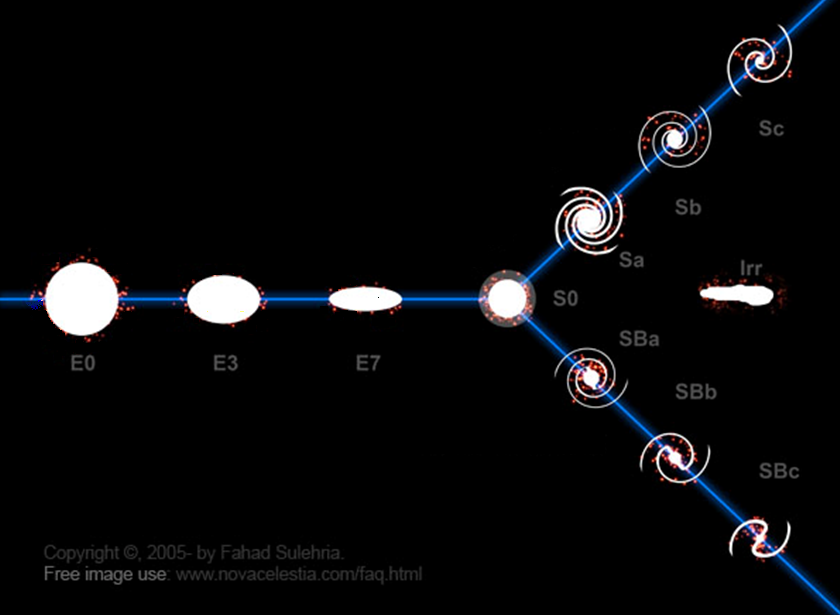 Sc
Sb
Sa
Irr
S0
SBa
E0
E3
E7
SBb
SBc
Copyright ©, 2005- by Fahad Sulehria.
Free image use: www.novacelestia.com/faq.html